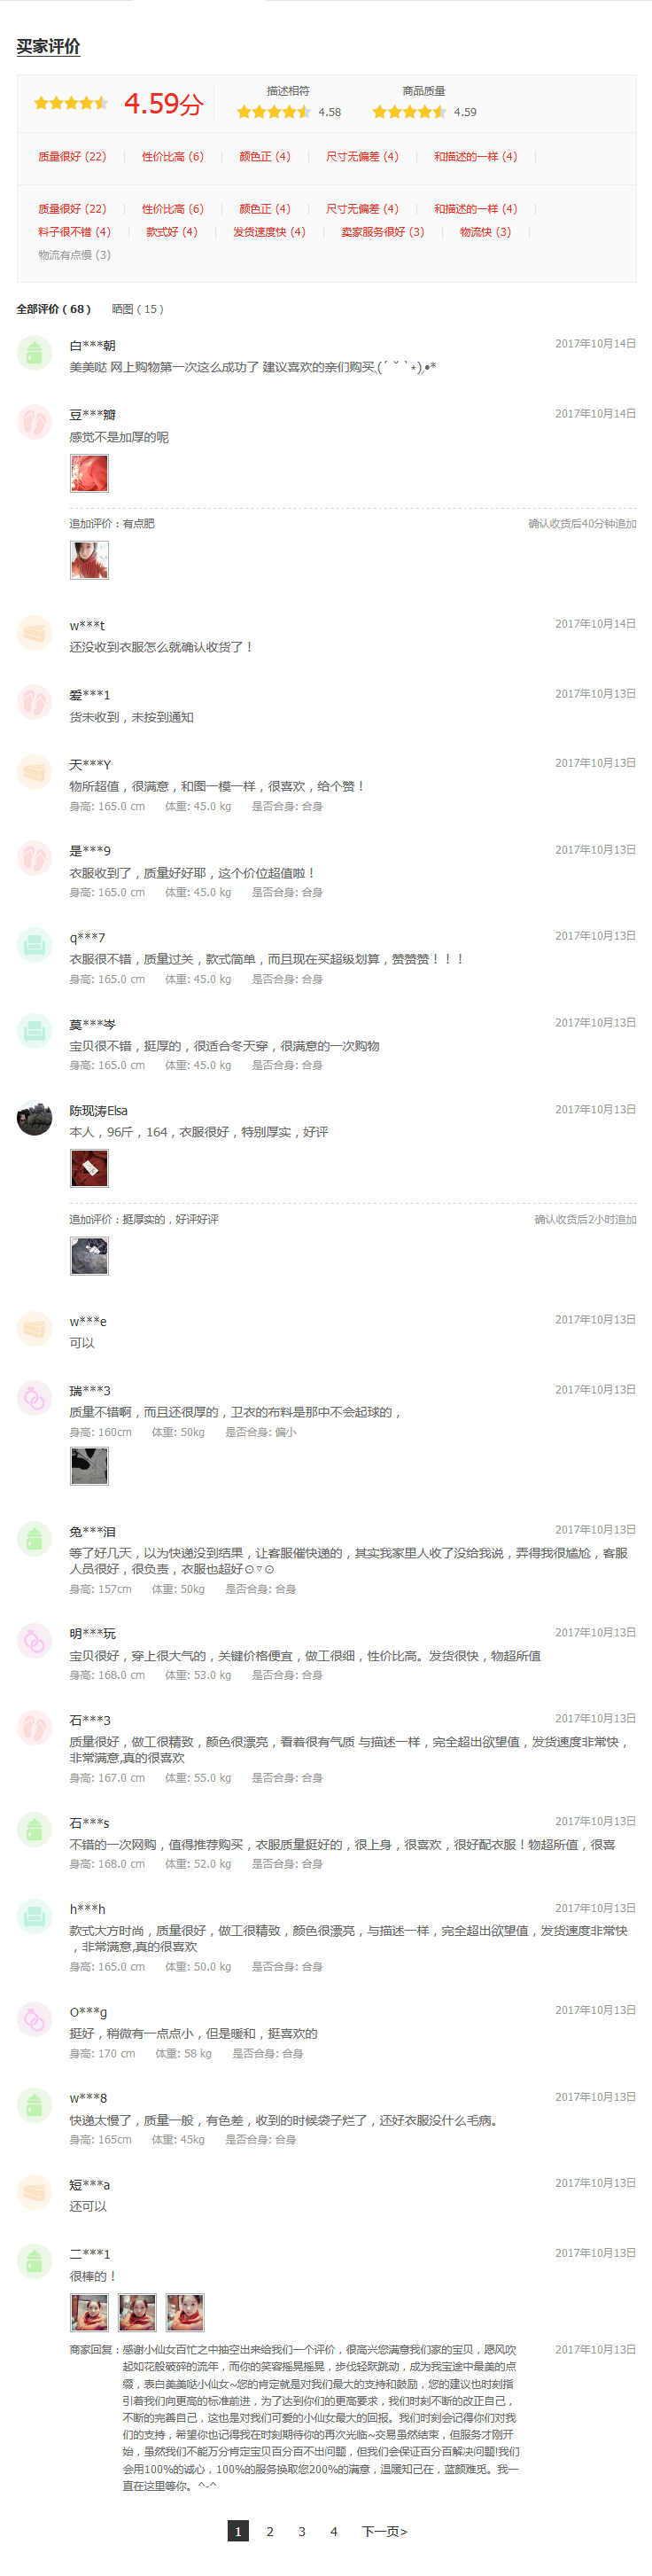 买家评价
4.59分
描述相符
4.58
商品质量
4.59
质量很好 (22) | 性价比高 (6) | 颜色正 (4) | 尺寸无偏差 (4) | 和描述的一样 (4) |
质量很好 (22) | 性价比高 (6) | 颜色正 (4) | 尺寸无偏差 (4) | 和描述的一样 (4) |
料子很不错 (4) | 款式好 (4) | 发货速度快 (4) | 卖家服务很好 (3) | 物流快 (3) |
物流有点慢 (3)
全部评价 ( 68 ) 晒图 ( 15 )
白***朝 2017年10月14日
美美哒 网上购物第一次这么成功了 建议喜欢的亲们购买
豆***瓣 2017年10月14日
感觉不是加厚的呢
追加评价：有点肥 确认收货后40分钟追加
w***t 2017年10月14日
还没收到衣服怎么就确认收货了！
爱***1 2017年10月13日
货未收到，未按到通知
天***Y 2017年10月13日
物所超值，很满意，和图一模一样，很喜欢，给个赞！
身高: 165.0 cm 体重: 45.0 kg 是否合身: 合身
是***9 2017年10月13日
衣服收到了，质量好好耶，这个价位超值啦！
身高: 165.0 cm 体重: 45.0 kg 是否合身: 合身
q***7 2017年10月13日
衣服很不错，质量过关，款式简单，而且现在买超级划算，赞赞赞！！！
身高: 165.0 cm 体重: 45.0 kg 是否合身: 合身
莫***岑 2017年10月13日
宝贝很不错，挺厚的，很适合冬天穿，很满意的一次购物
身高: 165.0 cm 体重: 45.0 kg 是否合身: 合身
陈现涛Elsa 2017年10月13日
本人，96斤，164，衣服很好，特别厚实，好评
追加评价：挺厚实的，好评好评 确认收货后2小时追加
w***e 2017年10月13日
可以
瑞***3 2017年10月13日
质量不错啊，而且还很厚的，卫衣的布料是那中不会起球的，
身高: 160cm 体重: 50kg 是否合身: 偏小
兔***泪 2017年10月13日
等了好几天，以为快递没到结果，让客服催快递的，其实我家里人收了没给我说，弄得我很尴尬，客服
人员很好，很负责，衣服也超好⊙▽⊙
身高: 157cm 体重: 50kg 是否合身: 合身
明***玩 2017年10月13日
宝贝很好，穿上很大气的，关键价格便宜，做工很细，性价比高。发货很快，物超所值
身高: 168.0 cm 体重: 53.0 kg 是否合身: 合身
石***3 2017年10月13日
质量很好，做工很精致，颜色很漂亮，看着很有气质 与描述一样，完全超出欲望值，发货速度非常快，
非常满意,真的很喜欢
身高: 167.0 cm 体重: 55.0 kg 是否合身: 合身
石***s 2017年10月13日
不错的一次网购，值得推荐购买，衣服质量挺好的，很上身，很喜欢，很好配衣服！物超所值，很喜
身高: 168.0 cm 体重: 52.0 kg 是否合身: 合身
h***h 2017年10月13日
款式大方时尚，质量很好，做工很精致，颜色很漂亮，与描述一样，完全超出欲望值，发货速度非常快
，非常满意,真的很喜欢
身高: 165.0 cm 体重: 50.0 kg 是否合身: 合身
O***g 2017年10月13日
挺好，稍微有一点点小，但是暖和，挺喜欢的
身高: 170 cm 体重: 58 kg 是否合身: 合身
w***8 2017年10月13日
快递太慢了，质量一般，有色差，收到的时候袋子烂了，还好衣服没什么毛病。
身高: 165cm 体重: 45kg 是否合身: 合身
短***a 2017年10月13日
还可以
二***1 2017年10月13日
很棒的！
商家回复：感谢小仙女百忙之中抽空出来给我们一个评价，很高兴您满意我们家的宝贝，愿风吹 2017年10月13日
起如花般破碎的流年，而你的笑容摇晃摇晃，步伐轻跃跳动，成为我宝途中最美的点
缀，表白美美哒小仙女~您的肯定就是对我们最大的支持和鼓励，您的建议也时刻指
引着我们向更高的标准前进，为了达到你们的更高要求，我们时刻不断的改正自己，
不断的完善自己，这也是对我们可爱的小仙女最大的回报。我们时刻会记得你们对我
们的支持，希望你也记得我在时刻期待你的再次光临~交易虽然结束，但服务才刚开
始，虽然我们不能万分肯定宝贝百分百不出问题，但我们会保证百分百解决问题!我们
会用100%的诚心，100%的服务换取您200%的满意，温暖知己在，蓝颜难觅。我一
直在这里等你。^-^
1 2 3 4 下一页>